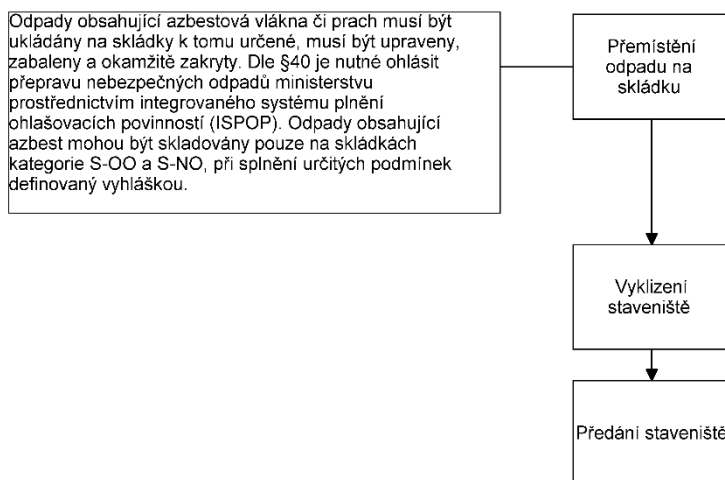 Odpady obsahující azbestová vlákna či prach musí být
ukládány na skládky k tomu určené, musí být upraveny,
zabaleny a okamžitě zakryty. Dle §40 je nutné ohlásit
přepravu nebezpečných odpadů ministerstvu
prostřednictvím integrovaného systému plnění
ohlašovacích povinností (ISPOP). Odpady obsahující
azbest mohou být skladovány pouze na skládkách
kategorie S-OO a S-NO, při splnění určitých podmínek
definovaný vyhláškou.
Přemístění
odpadu na
skládku
Vyklizení
staveniště
Předání staveniště